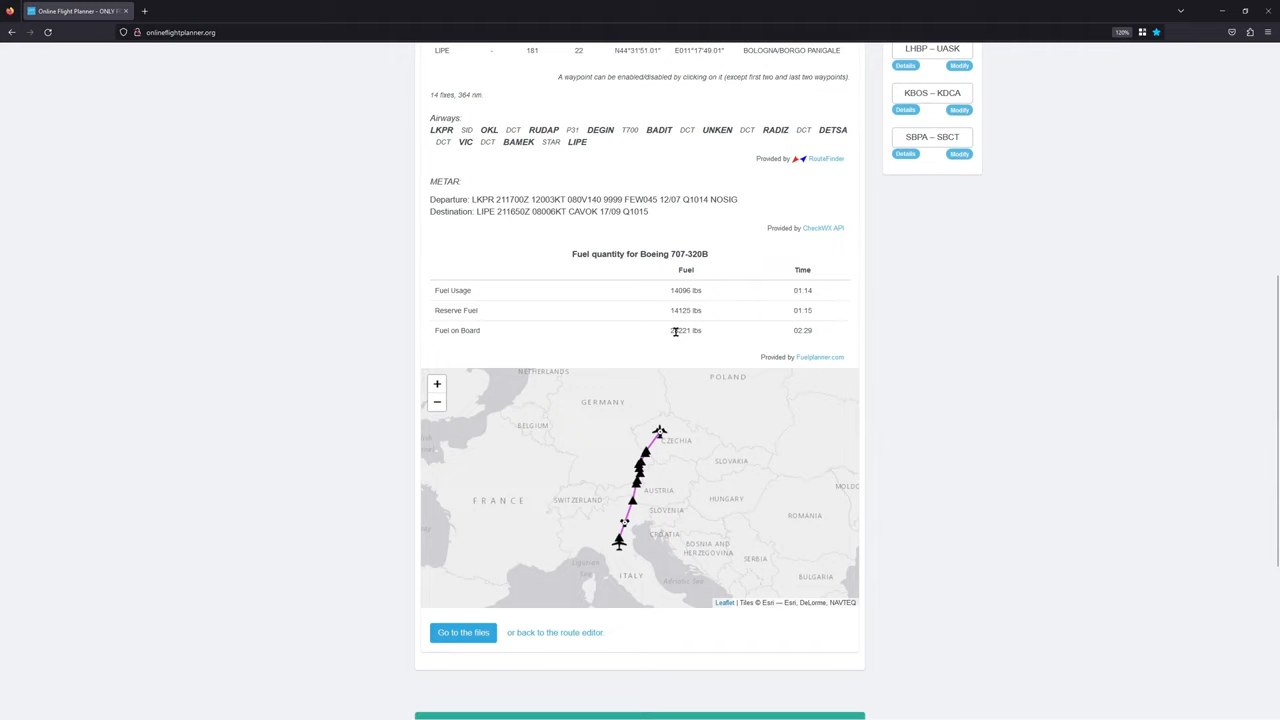 Online Flight Planner - ONLY F
onlineflightplanner.org
120%
LIPE - 181 22 N44°31'51.01" E011°17'49.01" BOLOGNA/BORGO PANIGALE
A waypoint can be enabled/disabled by clicking on it (except first two and last two waypoints).
14 fixes, 364 nm.
Airways:
LKPR SID OKL DCT RUDAP P31 DEGIN T700 BADIT DCT UNKEN DCT RADIZ DCT DETSA
DCT VIC DCT BAMEK STAR LIPE
Provided by RouteFinder
METAR:
Departure: LKPR 211700Z 12003KT 080V140 9999 FEW045 12/07 Q1014 NOSIG
Destination: LIPE 211650Z 08006KT CAVOK 17/09 Q1015
Provided by CheckWX API
Fuel quantity for Boeing 707-320B
Fuel Time
Fuel Usage 14096 lbs 01:14
Reserve Fuel 14125 lbs 01:15
Fuel on Board lbs 02:29
Provided by Fuelplanner.com
+
−
NETHERLANDS
POLAND
GERMANY
BELGIUM
CZECHIA
SLOVAKIA
FRANCE
SWITZERLAND
AUSTRIA
HUNGARY
MOLDO
SLOVENIA
ROMANIA
CROATIA
BOSNIA AND
HERZEGOVINA
SERBIA
Ligurian
Sea
ITALY
Adriatic Sea
BULGARIA
Leaflet | Tiles © Esri — Esri, DeLorme, NAVTEQ
Go to the files or back to the route editor.
LHBP – UASK
Details Modify
KBOS – KDCA
Details Modify
SBPA – SBCT
Details Modify